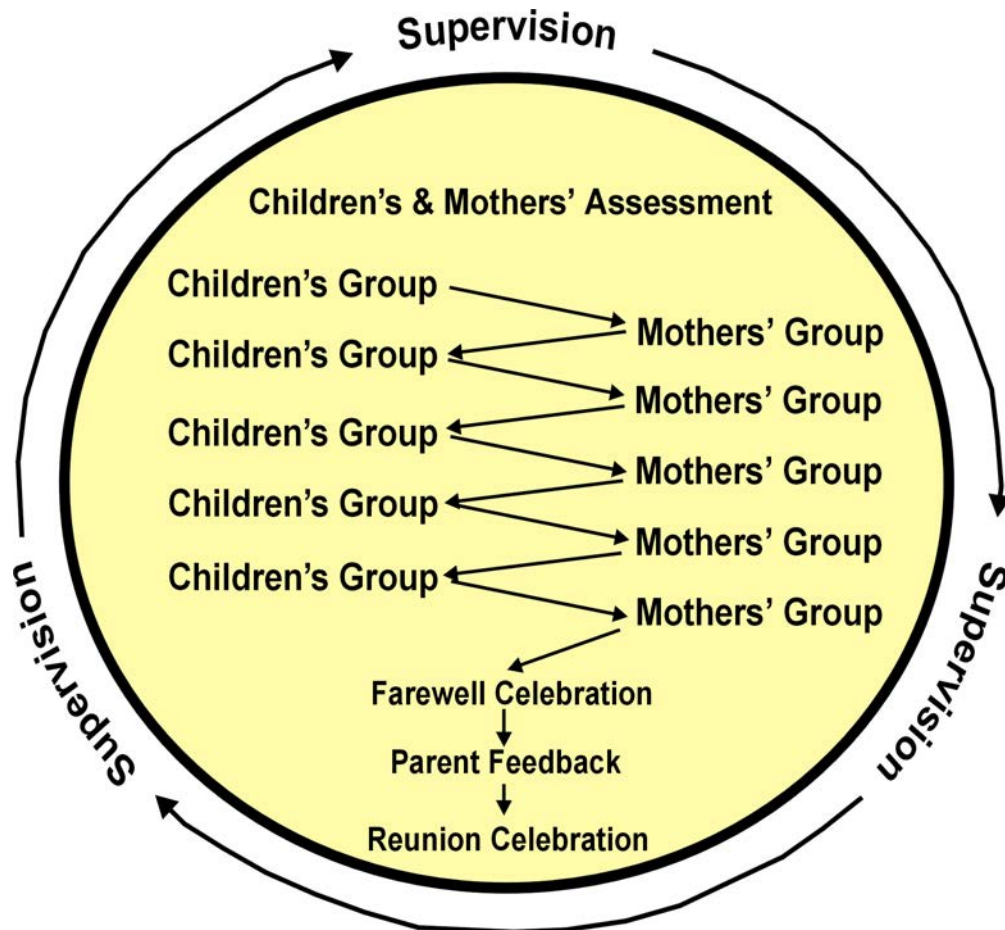 Supervision
Children's & Mothers' Assessment
Children's Group
Mothers' Group
Children's Group
Mothers' Group
Children's Group
Mothers' Group
Children's Group
Mothers' Group
Children's Group
Mothers' Group
Farewell Celebration
Parent Feedback
Reunion Celebration
Supervision
Supervision